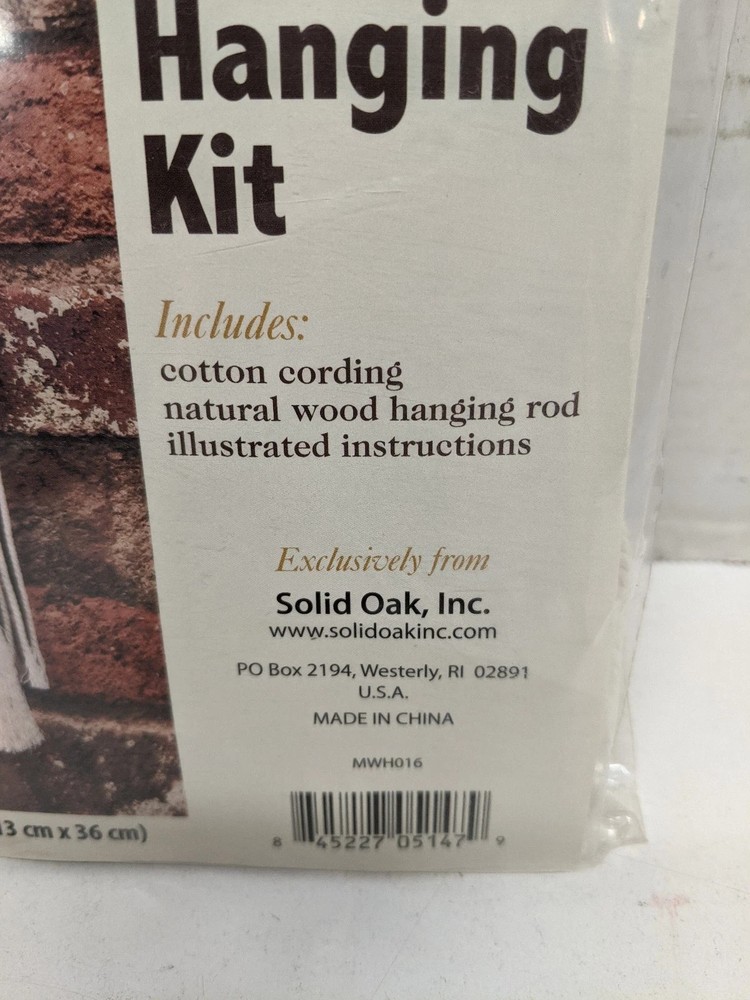 Hanging
Kit
Includes:
cotton cording
natural wood hanging rod
illustrated instructions
Exclusively from
Solid Oak, Inc.
www.solidoakinc.com
PO Box 2194, Westerly, RI 02891
U.S.A.
MADE IN CHINA
MWH016
3 cm x 36 cm)
8 45227 05147 9